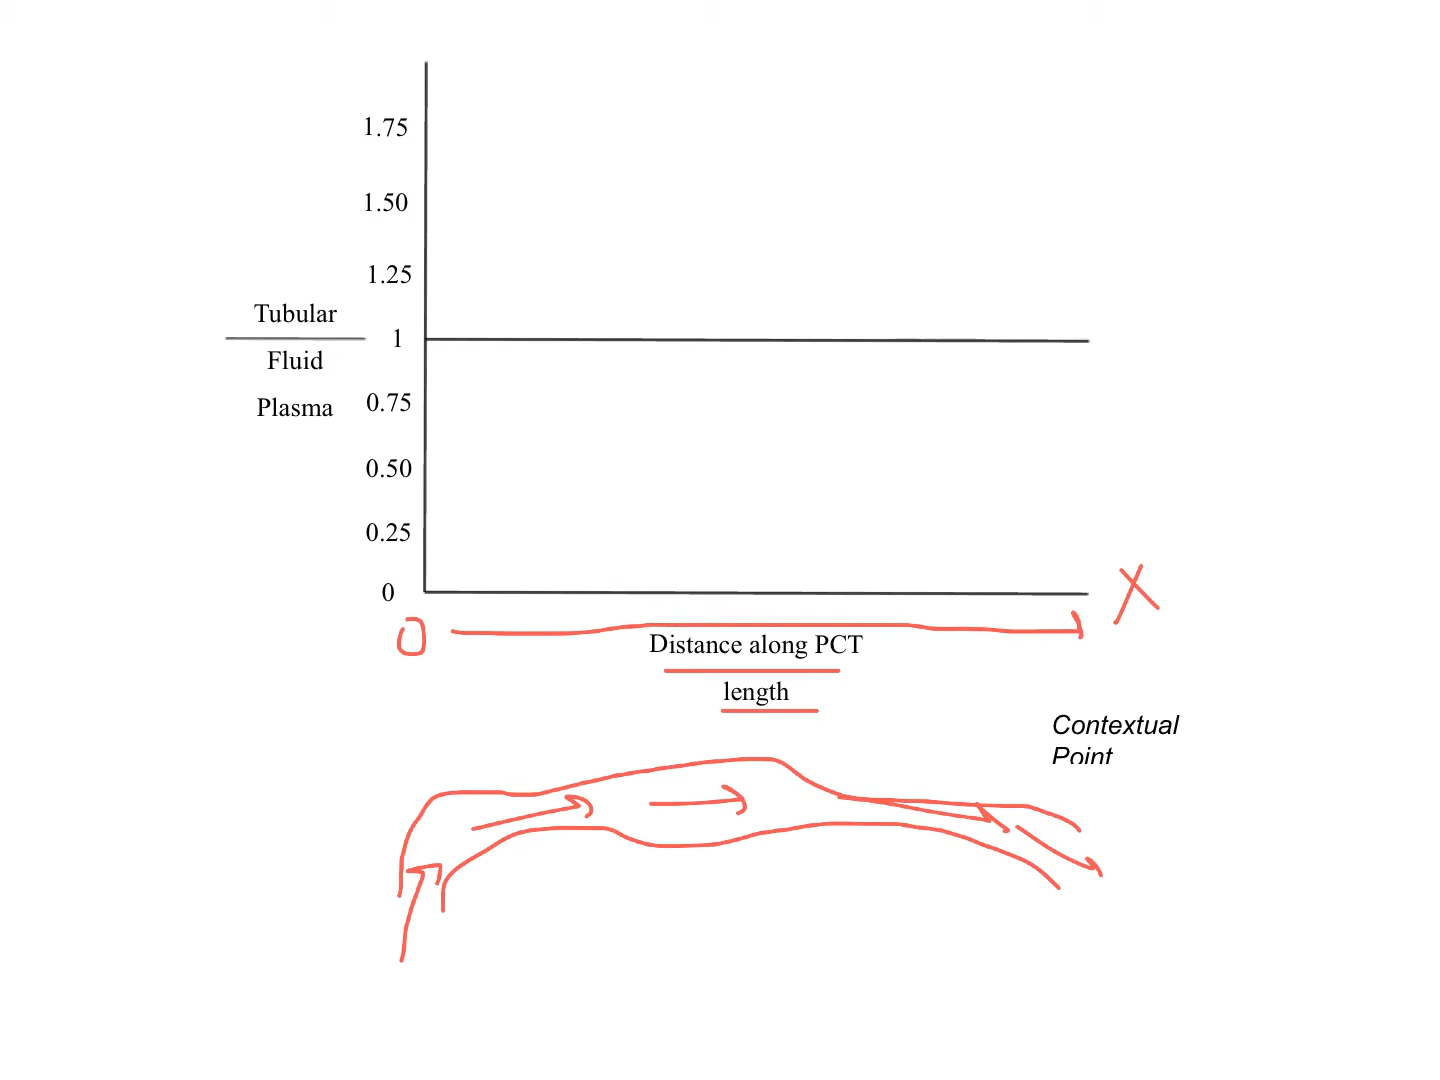 1.75
1.50
1.25
Tubular
1
Fluid
Plasma
0.75
0.50
0.25
0
X
0
Distance along PCT
length
Contextual
Point